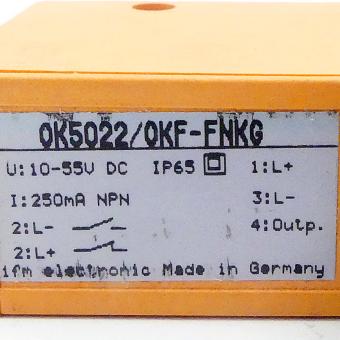 OK5022/OKF-FNKG
U:10-55V DC IP65 1:L+
I:250mA NPN 3:L-
2:L- 4:Outp.
2:L+
ifm electronic Made in Germany